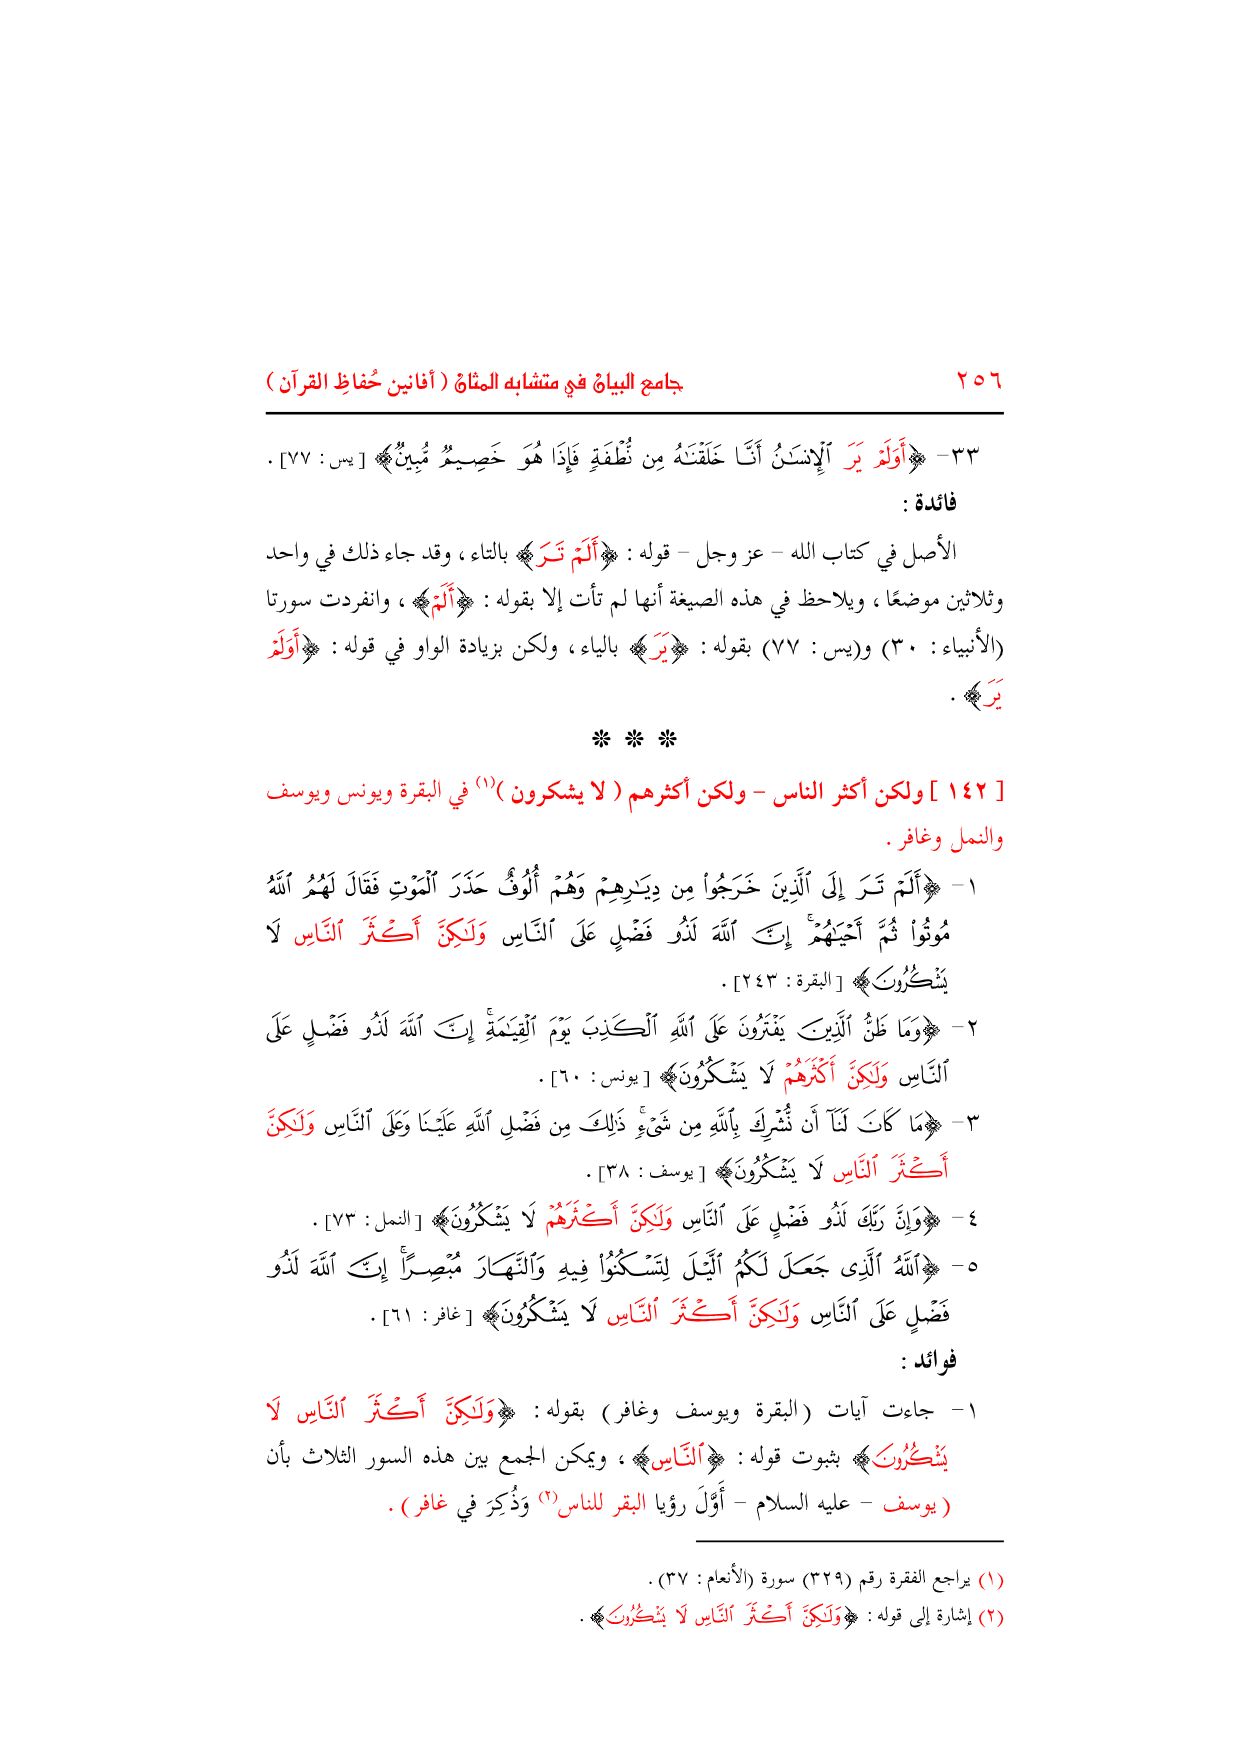 ٢٥٦ جامع البيان في متشابه المثان ( أفانين حُفاظِ القرآن )
٣٣- ﴿أَوَلَمْ يَرَ ٱلْإِنسَـٰنُ أَنَّا خَلَقْنَـٰهُ مِن نُّطْفَةٍ فَإِذَا هُوَ خَصِيمٌ مُّبِينٌ﴾ [يس : ٧٧] .
فائدة :
الأصل في كتاب الله – عز وجل – قوله : ﴿أَلَمْ تَرَ﴾ بالتاء ، وقد جاء ذلك في واحد
وثلاثين موضعًا ، ويلاحظ في هذه الصيغة أنها لم تأت إلا بقوله : ﴿أَلَمْ﴾ ، وانفردت سورتا
(الأنبياء : ٣٠) و(يس : ٧٧) بقوله : ﴿يَرَ﴾ بالياء ، ولكن بزيادة الواو في قوله : ﴿أَوَلَمْ
يَرَ﴾ .
* * *
[ ١٤٢ ] ولكن أكثر الناس – ولكن أكثرهم ( لا يشكرون )(١) في البقرة ويونس ويوسف
والنمل وغافر .
١- ﴿أَلَمْ تَرَ إِلَى ٱلَّذِينَ خَرَجُوا۟ مِن دِيَـٰرِهِمْ وَهُمْ أُلُوفٌ حَذَرَ ٱلْمَوْتِ فَقَالَ لَهُمُ ٱللَّهُ
مُوتُوا۟ ثُمَّ أَحْيَـٰهُمْ ۚ إِنَّ ٱللَّهَ لَذُو فَضْلٍ عَلَى ٱلنَّاسِ وَلَـٰكِنَّ أَكْثَرَ ٱلنَّاسِ لَا
يَشْكُرُونَ﴾ [البقرة : ٢٤٣] .
٢- ﴿وَمَا ظَنُّ ٱلَّذِينَ يَفْتَرُونَ عَلَى ٱللَّهِ ٱلْكَذِبَ يَوْمَ ٱلْقِيَـٰمَةِ ۗ إِنَّ ٱللَّهَ لَذُو فَضْلٍ عَلَى
ٱلنَّاسِ وَلَـٰكِنَّ أَكْثَرَهُمْ لَا يَشْكُرُونَ﴾ [يونس : ٦٠] .
٣- ﴿مَا كَانَ لَنَآ أَن نُّشْرِكَ بِٱللَّهِ مِن شَىْءٍ ۚ ذَٰلِكَ مِن فَضْلِ ٱللَّهِ عَلَيْنَا وَعَلَى ٱلنَّاسِ وَلَـٰكِنَّ
أَكْثَرَ ٱلنَّاسِ لَا يَشْكُرُونَ﴾ [يوسف : ٣٨] .
٤- ﴿وَإِنَّ رَبَّكَ لَذُو فَضْلٍ عَلَى ٱلنَّاسِ وَلَـٰكِنَّ أَكْثَرَهُمْ لَا يَشْكُرُونَ﴾ [النمل : ٧٣] .
٥- ﴿ٱللَّهُ ٱلَّذِى جَعَلَ لَكُمُ ٱلَّيْلَ لِتَسْكُنُوا۟ فِيهِ وَٱلنَّهَارَ مُبْصِرًا ۚ إِنَّ ٱللَّهَ لَذُو
فَضْلٍ عَلَى ٱلنَّاسِ وَلَـٰكِنَّ أَكْثَرَ ٱلنَّاسِ لَا يَشْكُرُونَ﴾ [غافر : ٦١] .
فوائد :
١- جاءت آيات (البقرة ويوسف وغافر) بقوله : ﴿وَلَـٰكِنَّ أَكْثَرَ ٱلنَّاسِ لَا
يَشْكُرُونَ﴾ بثبوت قوله : ﴿ٱلنَّاسِ﴾ ، ويمكن الجمع بين هذه السور الثلاث بأن
( يوسف – عليه السلام – أَوَّلَ رؤيا البقر للناس(٢) وَذُكِرَ في غافر ) .
(١) يراجع الفقرة رقم (٣٢٩) سورة (الأنعام : ٣٧) .
(٢) إشارة إلى قوله : ﴿وَلَـٰكِنَّ أَكْثَرَ ٱلنَّاسِ لَا يَشْكُرُونَ﴾ .